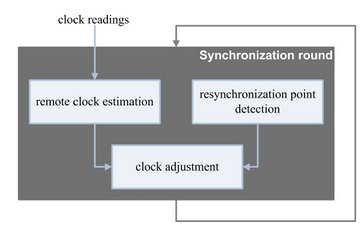 clock readings
Synchronization round
remote clock estimation
resynchronization point
detection
clock adjustment